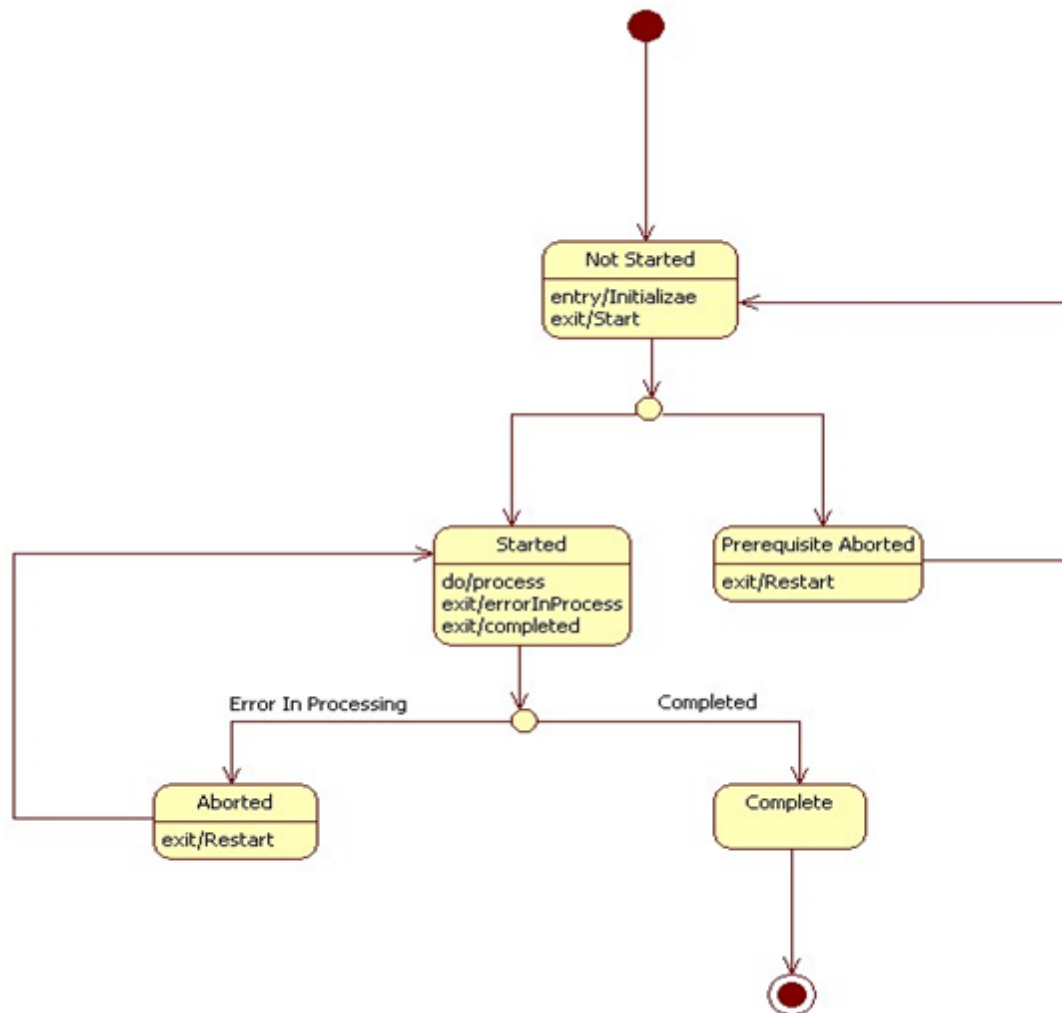 Not Started
entry/Initializae
exit/Start
Started
do/process
exit/errorInProcess
exit/completed
Prerequisite Aborted
exit/Restart
Error In Processing
Completed
Aborted
exit/Restart
Complete